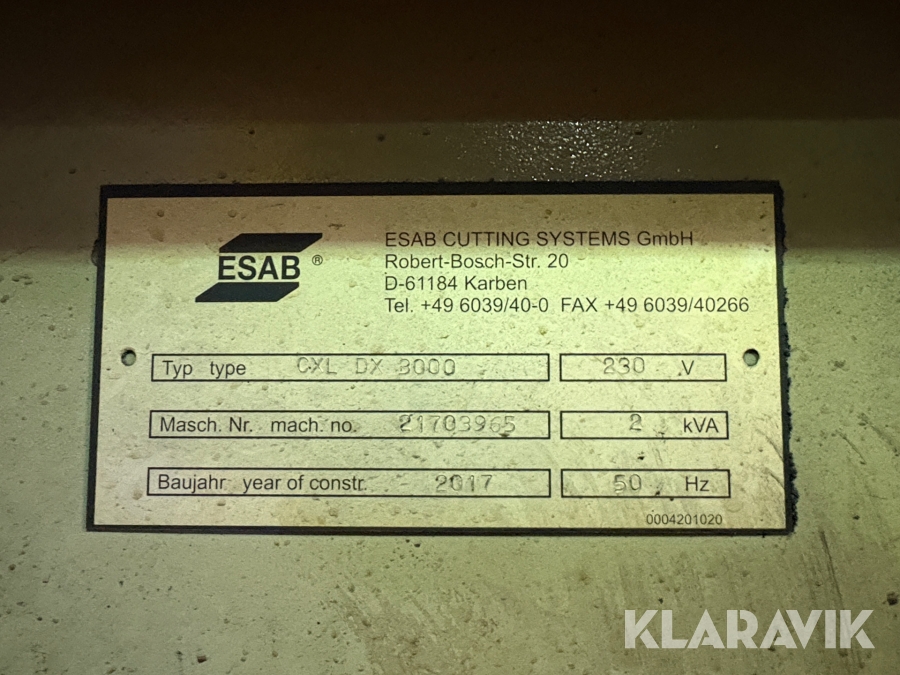 ESAB ®
ESAB CUTTING SYSTEMS GmbH
Robert-Bosch-Str. 20
D-61184 Karben
Tel. +49 6039/40-0 FAX +49 6039/40266
Typ type CXL DX 3000
230 V
Masch. Nr. mach. no. 21703965
2 kVA
Baujahr year of constr. 2017
50 Hz
0004201020
KLARAVIK